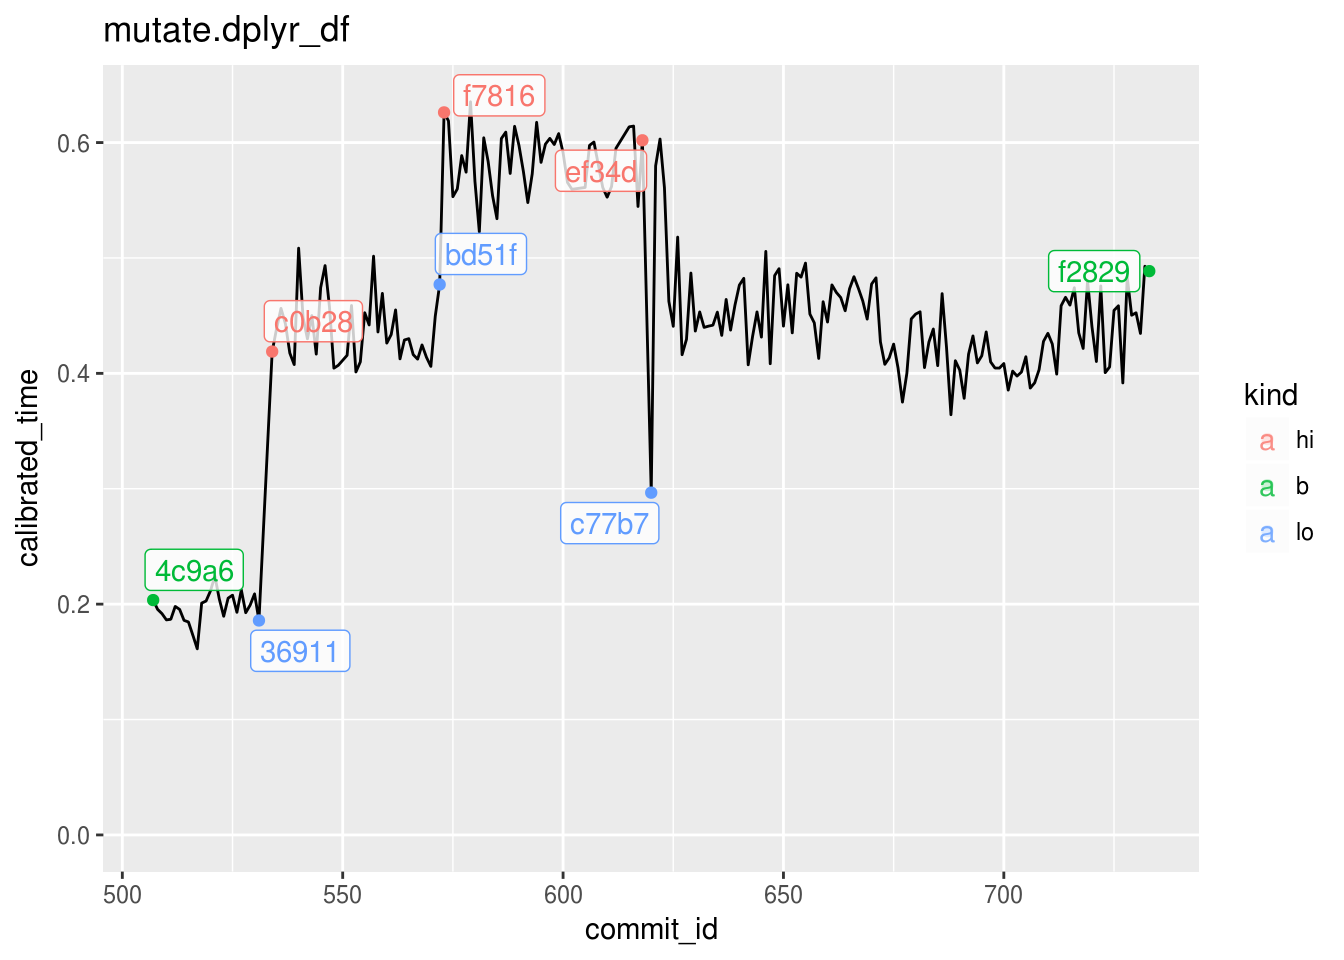 mutate.dplyr_df
calibrated_time
0.6
0.4
0.2
0.0
f7816
ef34d
bd51f
f2829
c0b28
c77b7
4c9a6
36911
500
550
600
650
700
commit_id
kind
a hi
a b
a lo